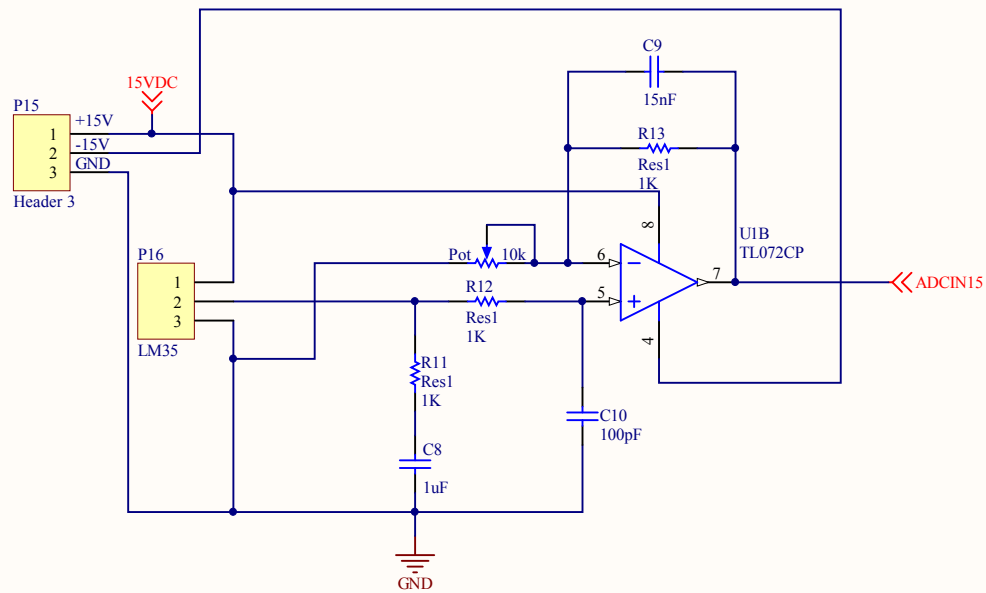 C9
15nF
15VDC
P15
+15V
1
-15V
2
GND
3
Header 3
R13
Res1
1K
8
U1B
TL072CP
P16
Pot
10k
6
7
1
ADCIN15
R12
2
5
3
Res1
1K
LM35
4
R11
Res1
1K
C10
100pF
C8
1uF
GND